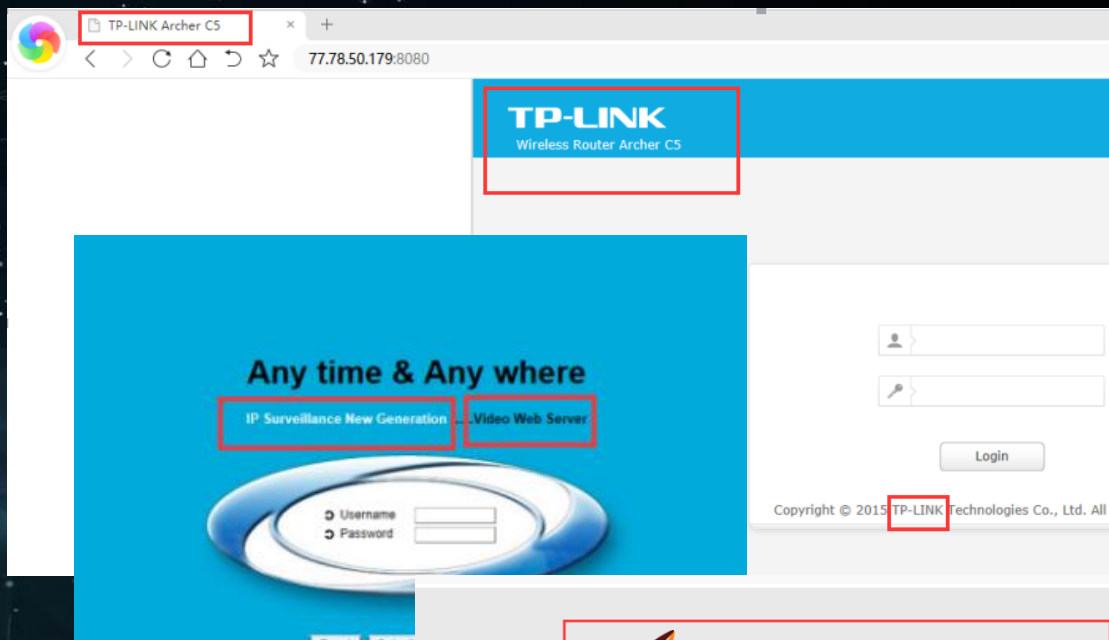 TP-LINK Archer C5
77.78.50.179:8080
TP-LINK
Wireless Router Archer C5
Any time & Any where
IP Surveillance New Generation ...Video Web Server
Username
Password
Login
Copyright © 2015 TP-LINK Technologies Co., Ltd. All